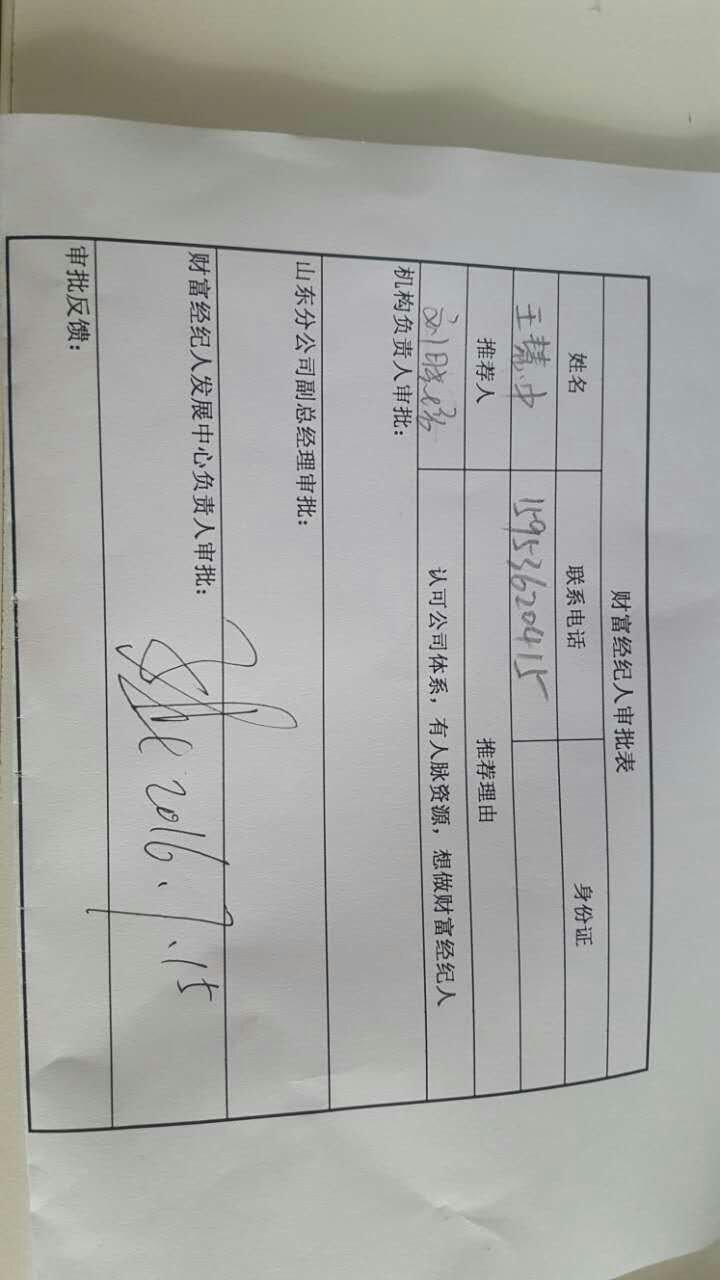 财富经纪人审批表
姓名 联系电话 身份证
王慧中 15953620415
推荐人 推荐理由
刘 认可公司体系，有人脉资源，想做财富经纪人
机构负责人审批：
山东分公司副总经理审批：
财富经纪人发展中心负责人审批：
2016.7.15
审批反馈：